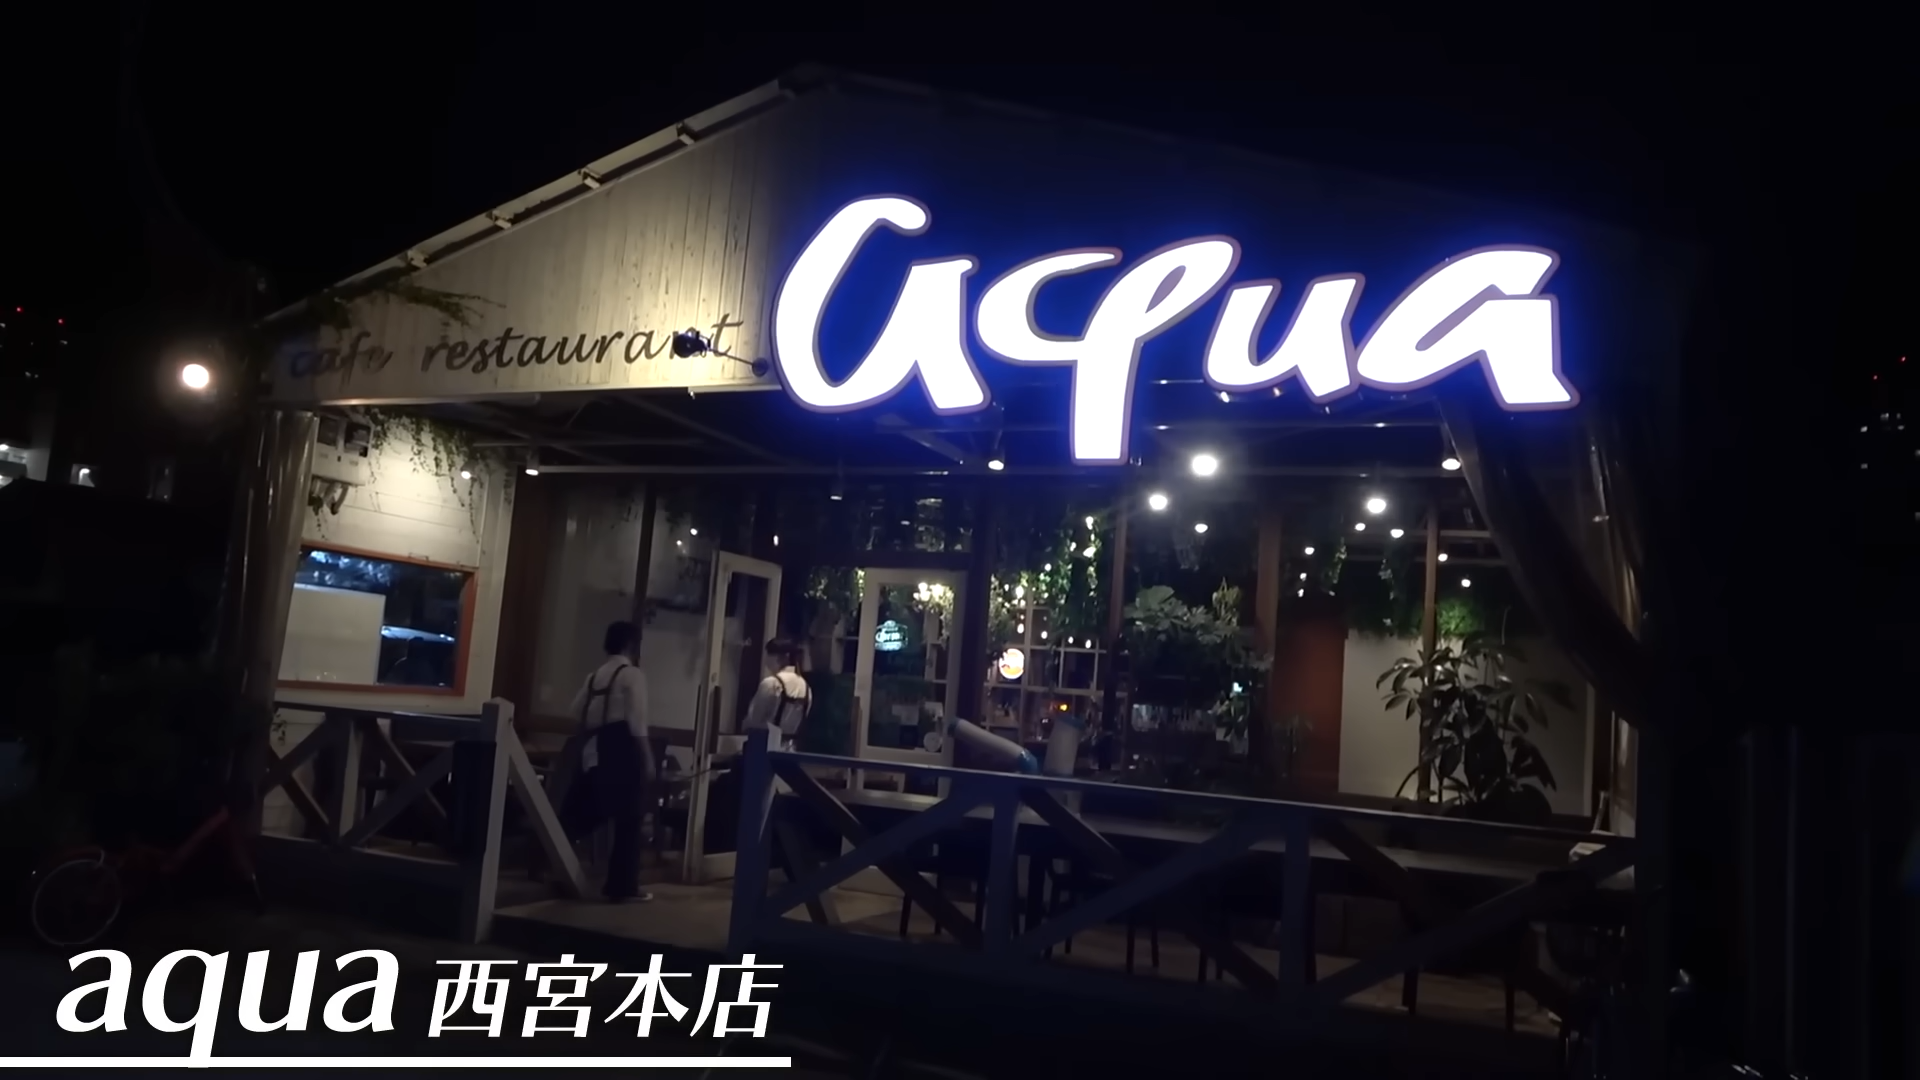 aqua
cafe restaurant
aqua 西宮本店